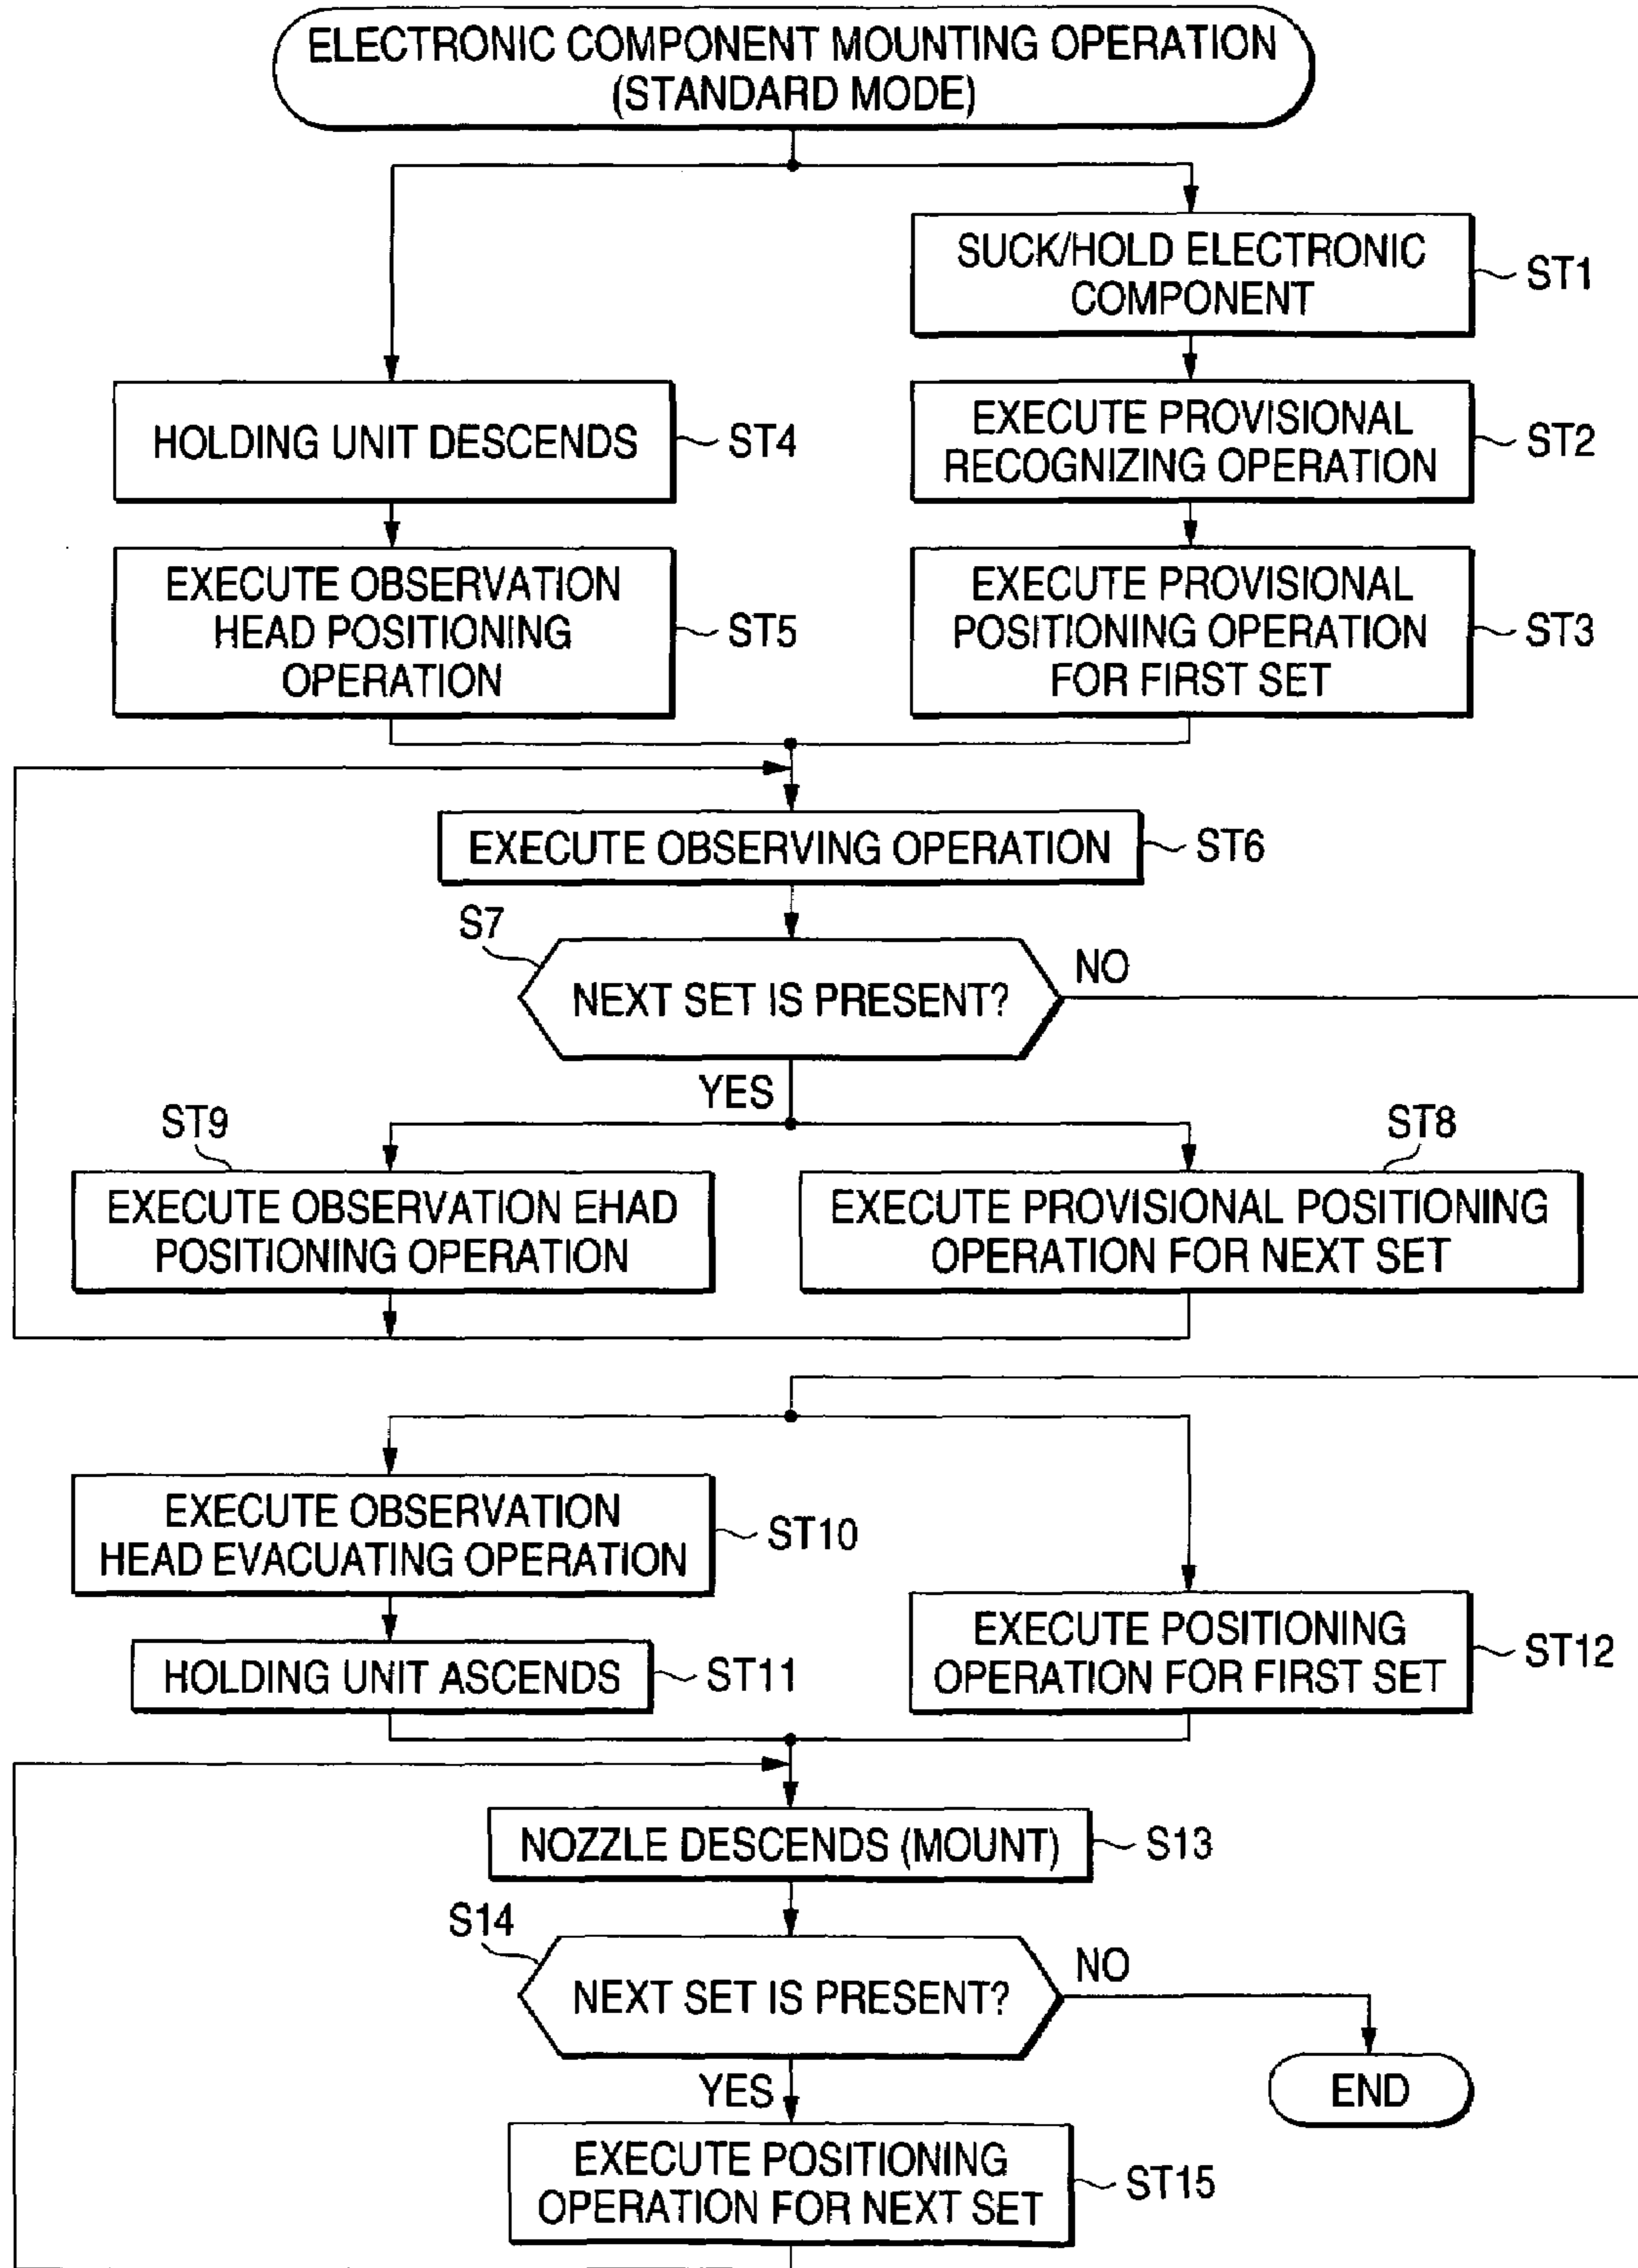 ELECTRONIC COMPONENT MOUNTING OPERATION
(STANDARD MODE)
SUCK/HOLD ELECTRONIC
COMPONENT
ST1
HOLDING UNIT DESCENDS
ST4
EXECUTE PROVISIONAL
RECOGNIZING OPERATION
ST2
EXECUTE OBSERVATION
HEAD POSITIONING
OPERATION
ST5
EXECUTE PROVISIONAL
POSITIONING OPERATION
FOR FIRST SET
ST3
EXECUTE OBSERVING OPERATION
ST6
S7
NEXT SET IS PRESENT?
NO
YES
ST9
EXECUTE OBSERVATION EHAD
POSITIONING OPERATION
ST8
EXECUTE PROVISIONAL POSITIONING
OPERATION FOR NEXT SET
EXECUTE OBSERVATION
HEAD EVACUATING OPERATION
ST10
HOLDING UNIT ASCENDS
ST11
EXECUTE POSITIONING
OPERATION FOR FIRST SET
ST12
NOZZLE DESCENDS (MOUNT)
S13
S14
NEXT SET IS PRESENT?
NO
YES
END
EXECUTE POSITIONING
OPERATION FOR NEXT SET
ST15